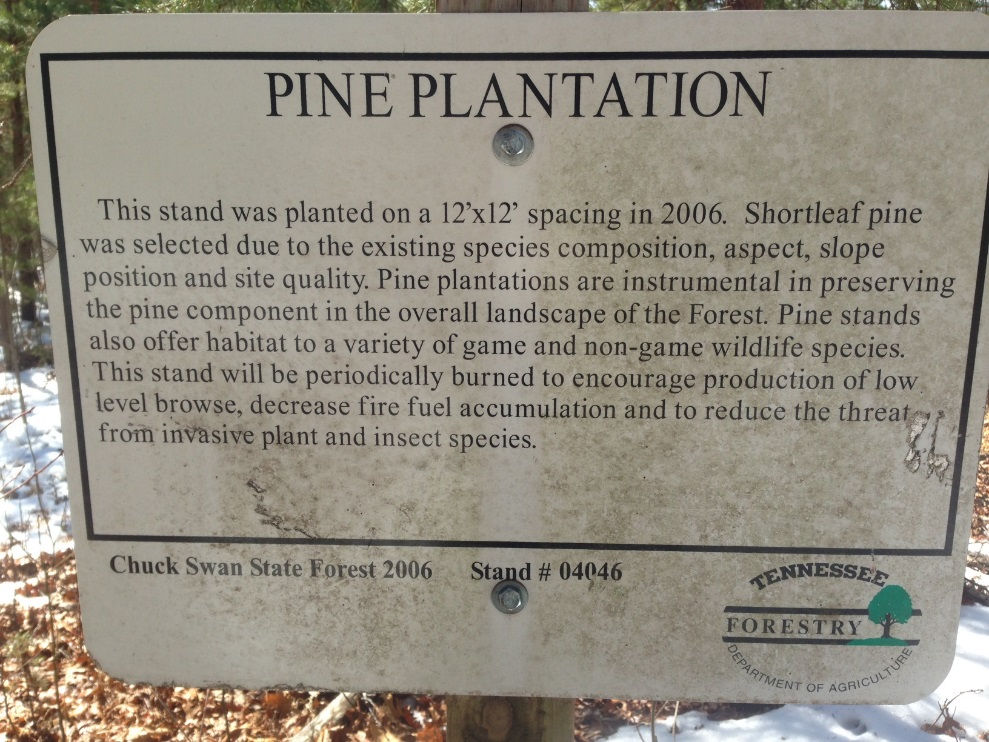 PINE PLANTATION
This stand was planted on a 12’x12’ spacing in 2006. Shortleaf pine
was selected due to the existing species composition, aspect, slope
position and site quality. Pine plantations are instrumental in preserving
the pine component in the overall landscape of the Forest. Pine stands
also offer habitat to a variety of game and non-game wildlife species.
This stand will be periodically burned to encourage production of low
level browse, decrease fire fuel accumulation and to reduce the threat
from invasive plant and insect species.
Chuck Swan State Forest 2006 Stand # 04046
TENNESSEE
FORESTRY
DEPARTMENT OF AGRICULTURE